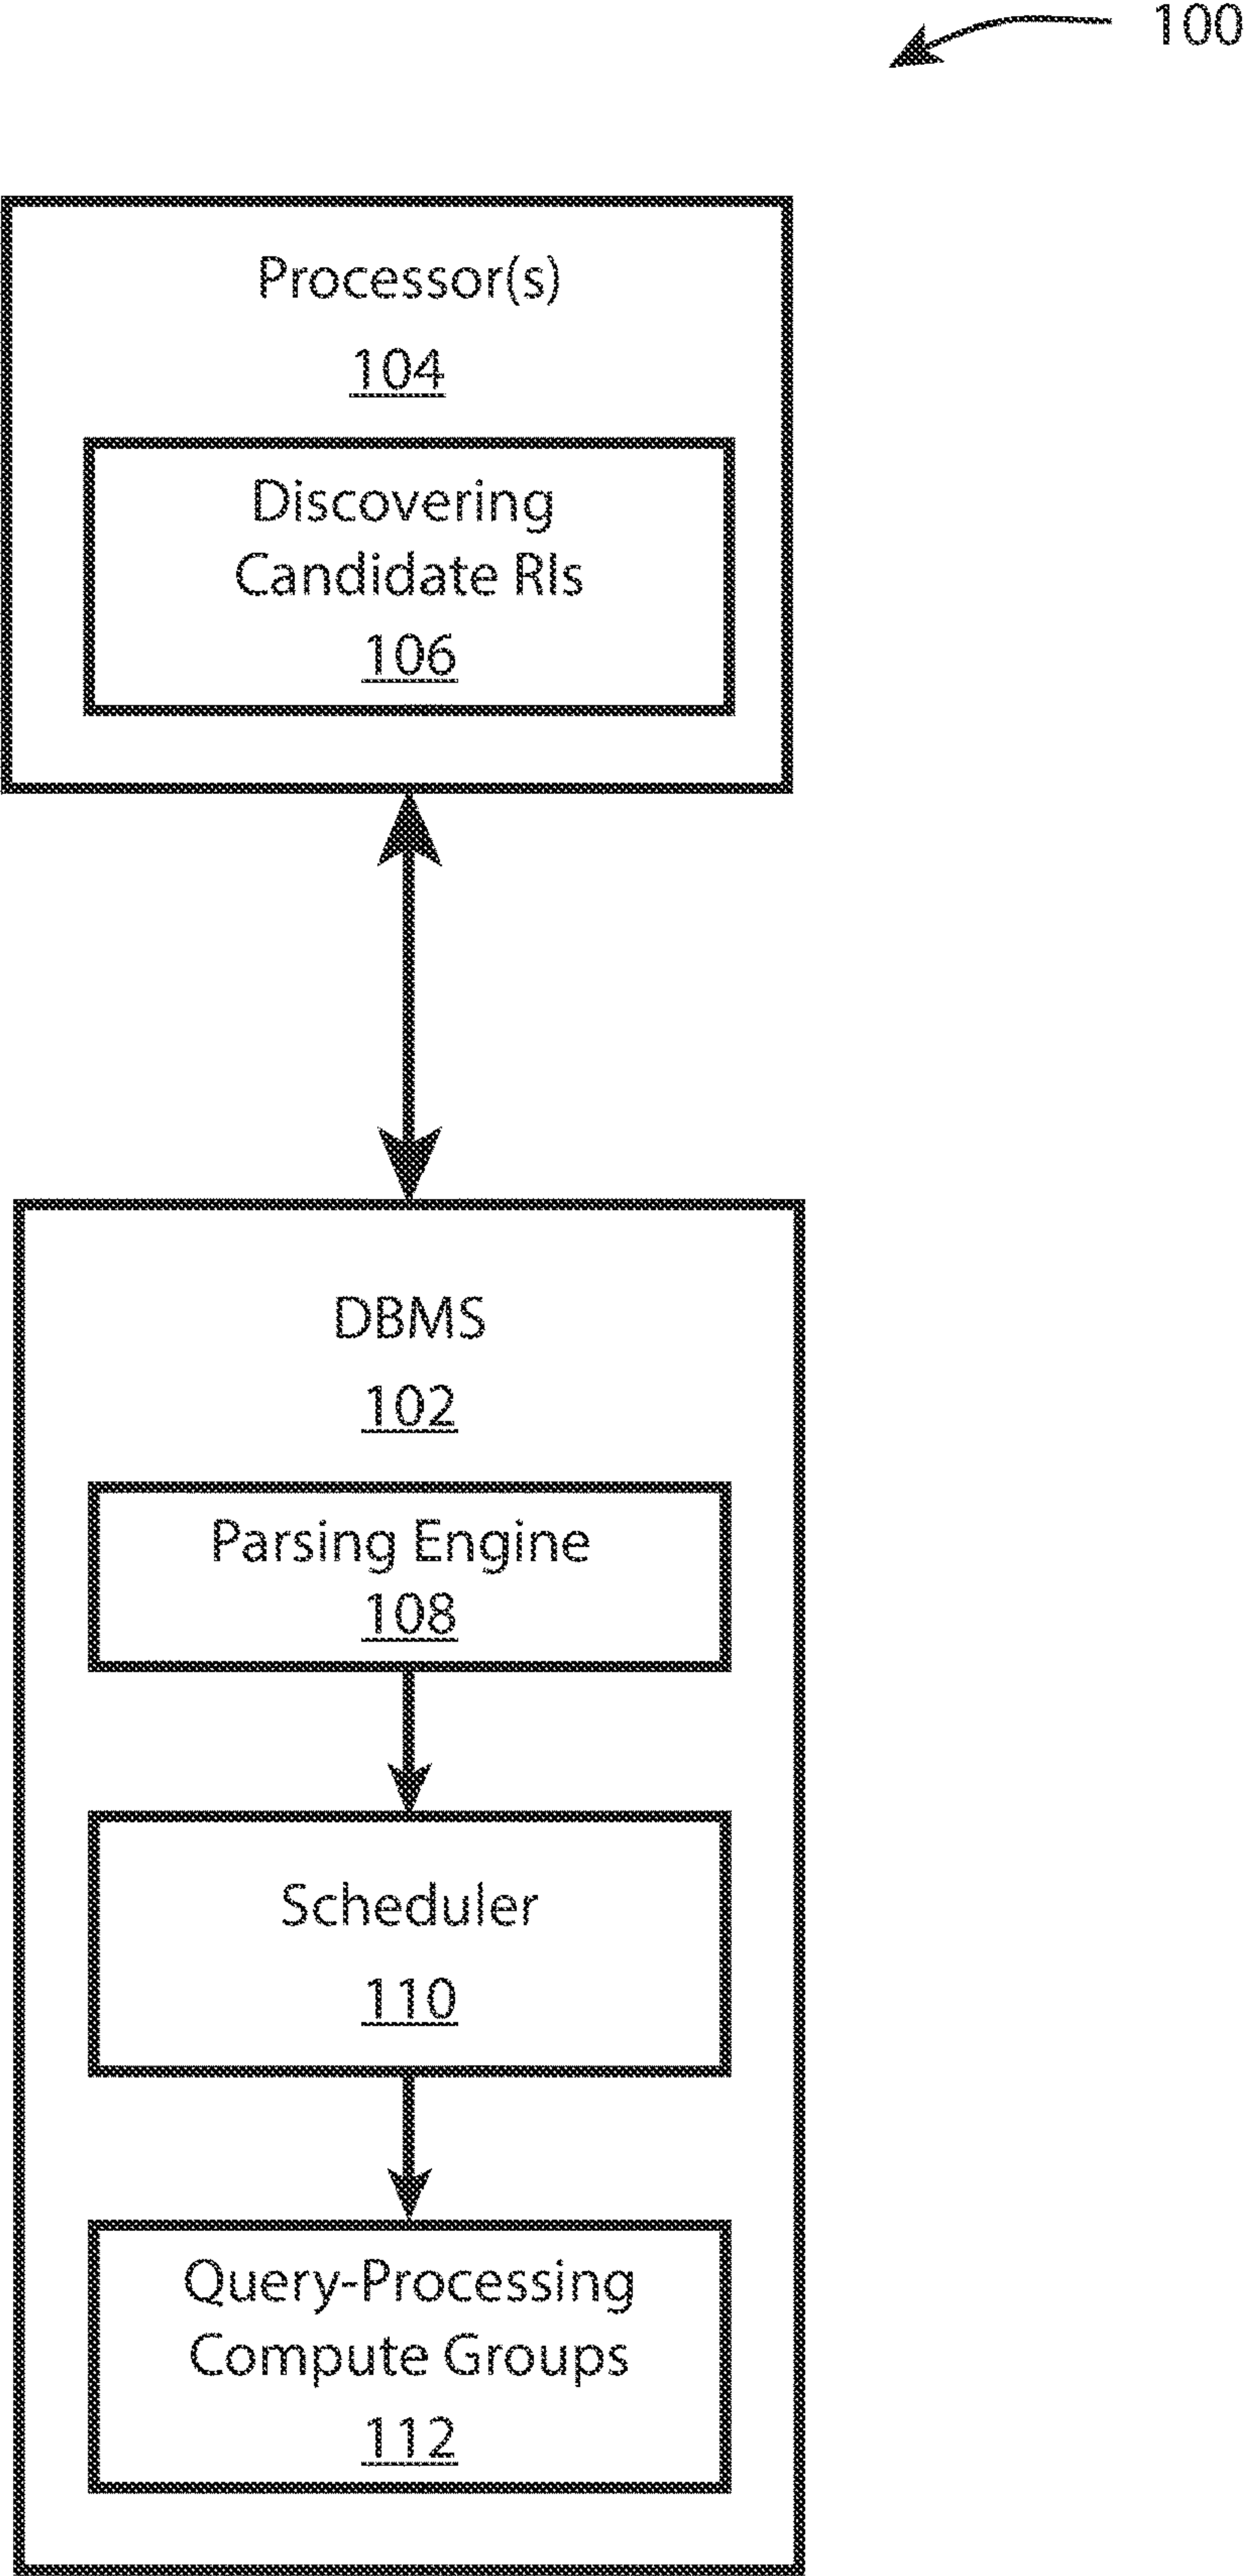 100
Processor(s)
104
Discovering
Candidate RIs
106
DBMS
102
Parsing Engine
108
Scheduler
110
Query-Processing
Compute Groups
112